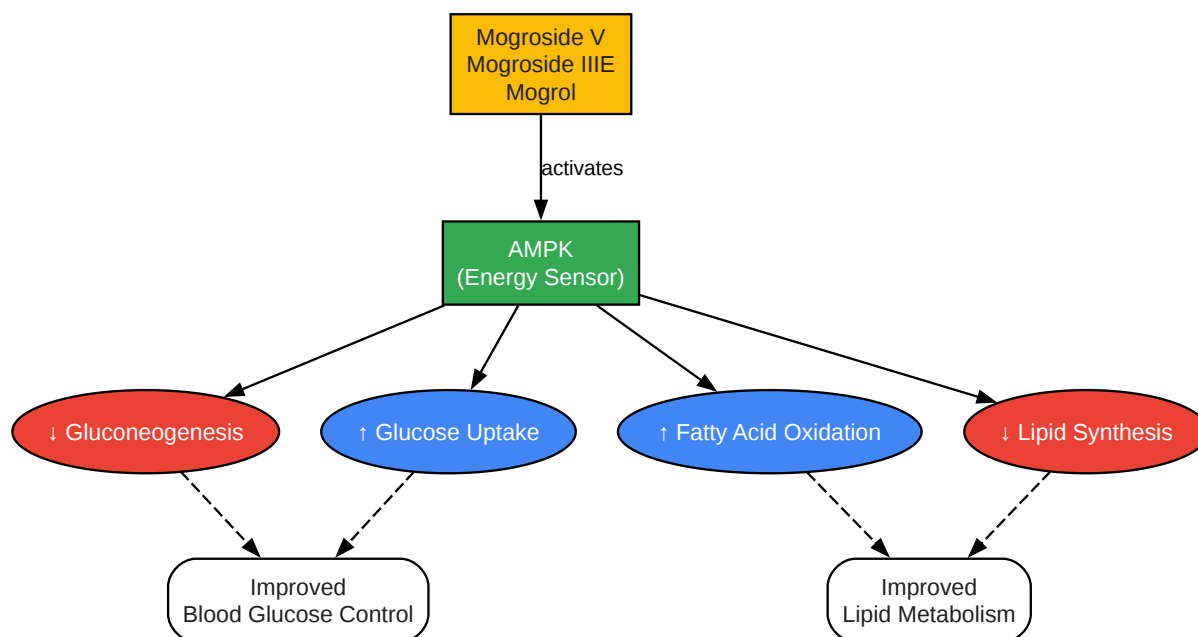 Mogroside V
Mogroside IIIE
Mogrol
activates
AMPK
(Energy Sensor)
↓ Gluconeogenesis
↑ Glucose Uptake
↑ Fatty Acid Oxidation
↓ Lipid Synthesis
Improved
Blood Glucose Control
Improved
Lipid Metabolism